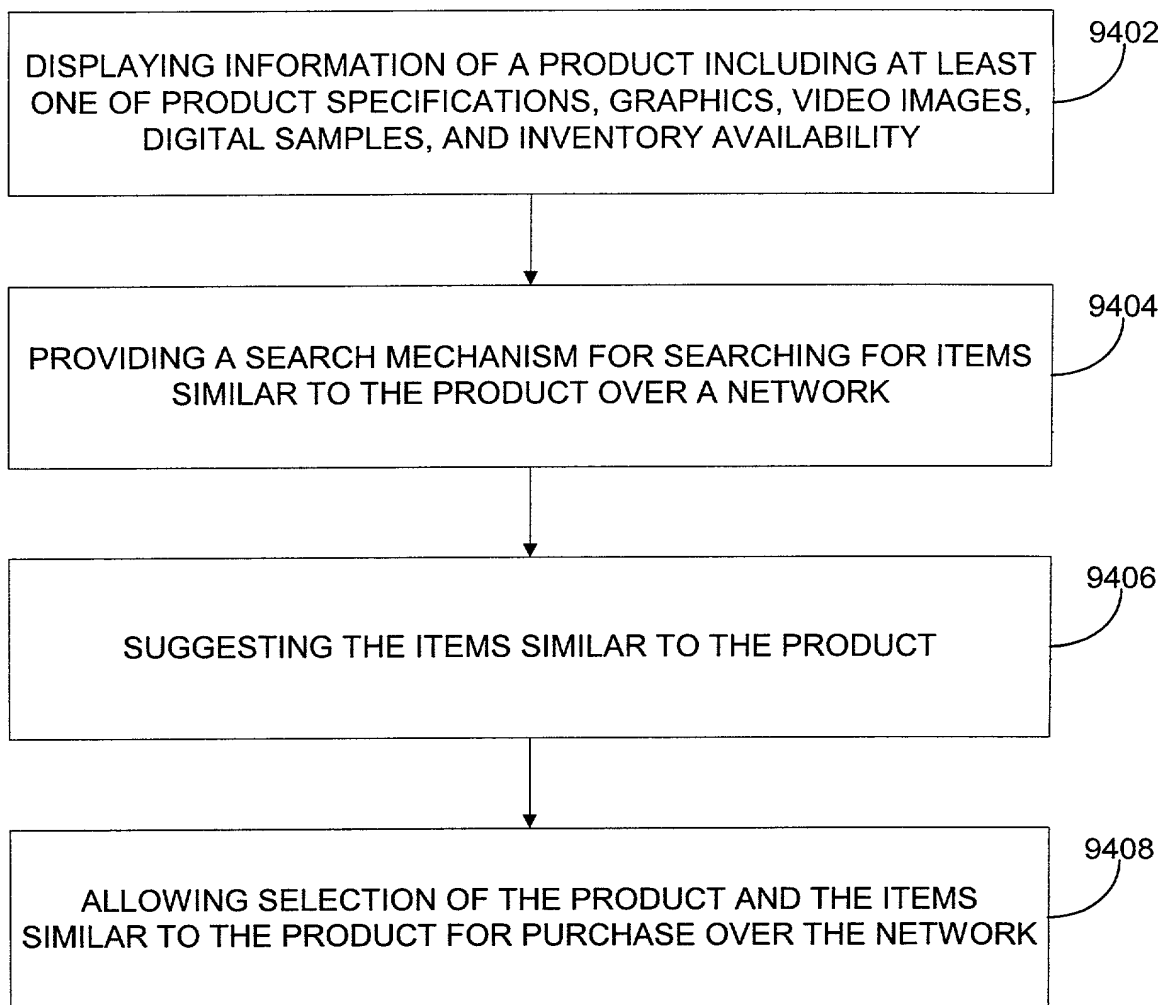 9402
DISPLAYING INFORMATION OF A PRODUCT INCLUDING AT LEAST
ONE OF PRODUCT SPECIFICATIONS, GRAPHICS, VIDEO IMAGES,
DIGITAL SAMPLES, AND INVENTORY AVAILABILITY
9404
PROVIDING A SEARCH MECHANISM FOR SEARCHING FOR ITEMS
SIMILAR TO THE PRODUCT OVER A NETWORK
9406
SUGGESTING THE ITEMS SIMILAR TO THE PRODUCT
9408
ALLOWING SELECTION OF THE PRODUCT AND THE ITEMS
SIMILAR TO THE PRODUCT FOR PURCHASE OVER THE NETWORK